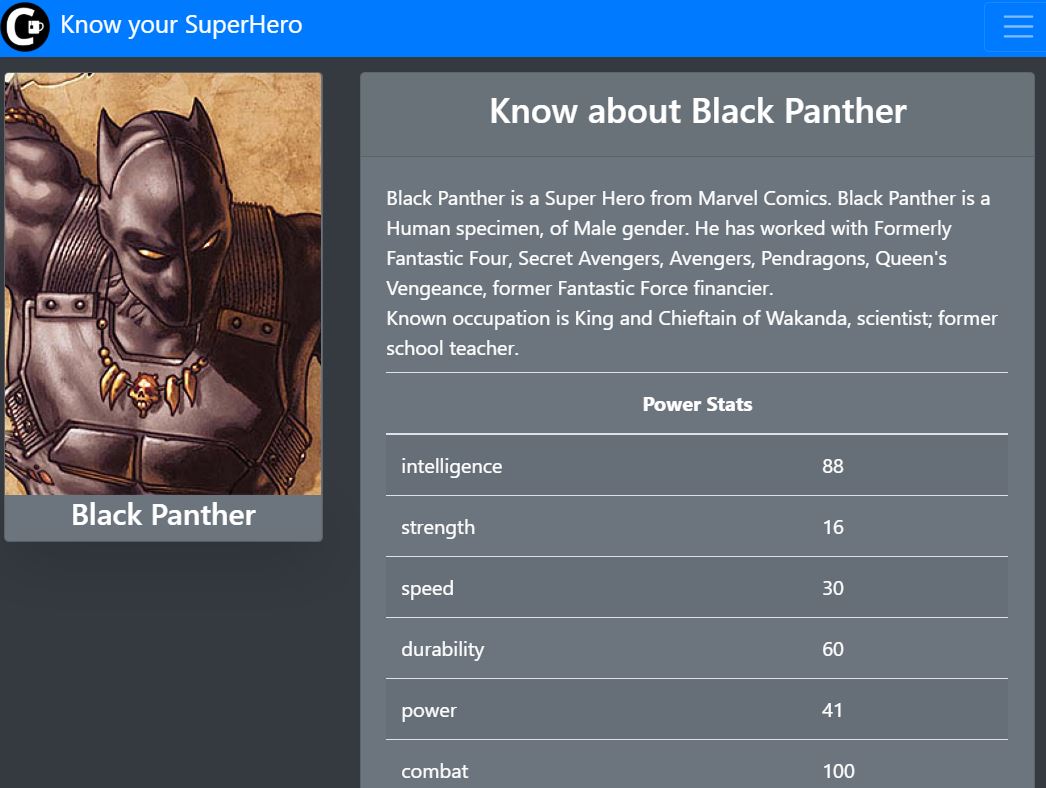 Know your SuperHero
Know about Black Panther
Black Panther is a Super Hero from Marvel Comics. Black Panther is a
Human specimen, of Male gender. He has worked with Formerly
Fantastic Four, Secret Avengers, Avengers, Pendragons, Queen's
Vengeance, former Fantastic Force financier.
Known occupation is King and Chieftain of Wakanda, scientist; former
school teacher.
Power Stats
intelligence 88
strength 16
speed 30
durability 60
power 41
combat 100
Black Panther